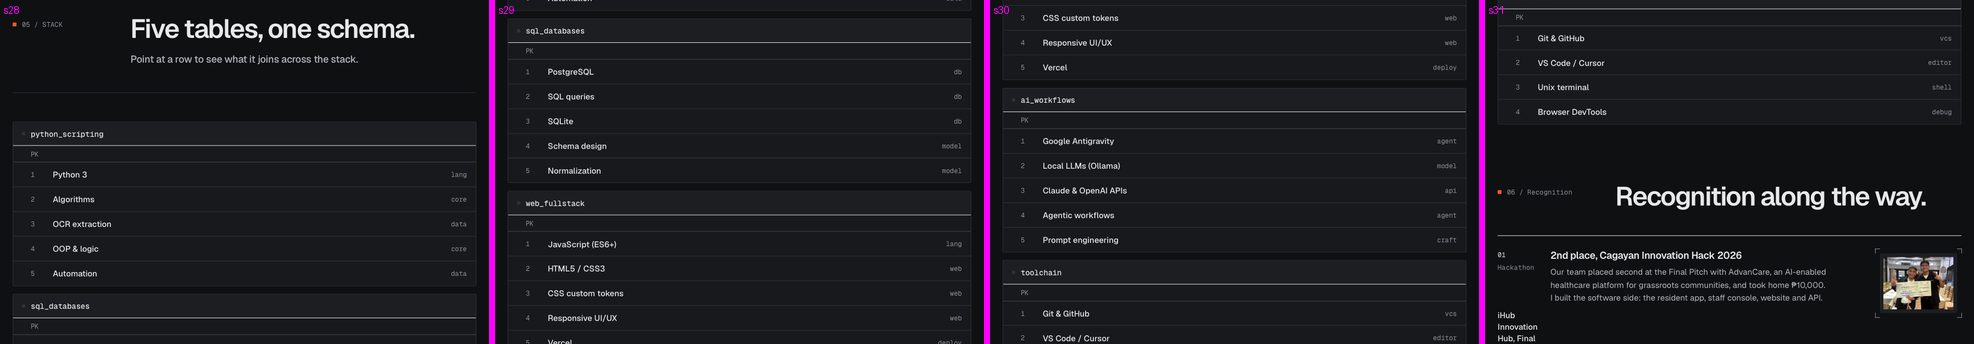 s28
05 / STACK
Five tables, one schema.
Point at a row to see what it joins across the stack.
python_scripting
PK
1 Python 3 lang
2 Algorithms core
3 OCR extraction data
4 OOP & logic core
5 Automation data
sql_databases
PK
s29
Automation
sql_databases
PK
1 PostgreSQL db
2 SQL queries db
3 SQLite db
4 Schema design model
5 Normalization model
web_fullstack
PK
1 JavaScript (ES6+) lang
2 HTML5 / CSS3 web
3 CSS custom tokens web
4 Responsive UI/UX web
5 Vercel deploy
s30
3 CSS custom tokens web
4 Responsive UI/UX web
5 Vercel deploy
ai_workflows
PK
1 Google Antigravity agent
2 Local LLMs (Ollama) model
3 Claude & OpenAI APIs api
4 Agentic workflows agent
5 Prompt engineering craft
toolchain
PK
1 Git & GitHub vcs
2 VS Code / Cursor editor
s31
PK
1 Git & GitHub vcs
2 VS Code / Cursor editor
3 Unix terminal shell
4 Browser DevTools debug
06 / Recognition
Recognition along the way.
01
Hackathon
2nd place, Cagayan Innovation Hack 2026
Our team placed second at the Final Pitch with AdvanCare, an AI-enabled
healthcare platform for grassroots communities, and took home ₱10,000.
I built the software side: the resident app, staff console, website and API.
iHub
Innovation
Hub, Final